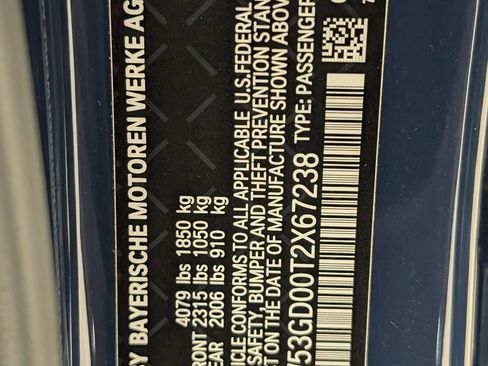 BY BAYERISCHE MOTOREN WERKE AG
4079 lbs 1850 kg
FRONT 2315 lbs 1050 kg
REAR 2006 lbs 910 kg
VEHICLE CONFORMS TO ALL APPLICABLE U.S.FEDERAL
SAFETY, BUMPER AND THEFT PREVENTION STAN
ON THE DATE OF MANUFACTURE SHOWN ABOVE
53GD00T2X67238 TYPE: PASSENGER